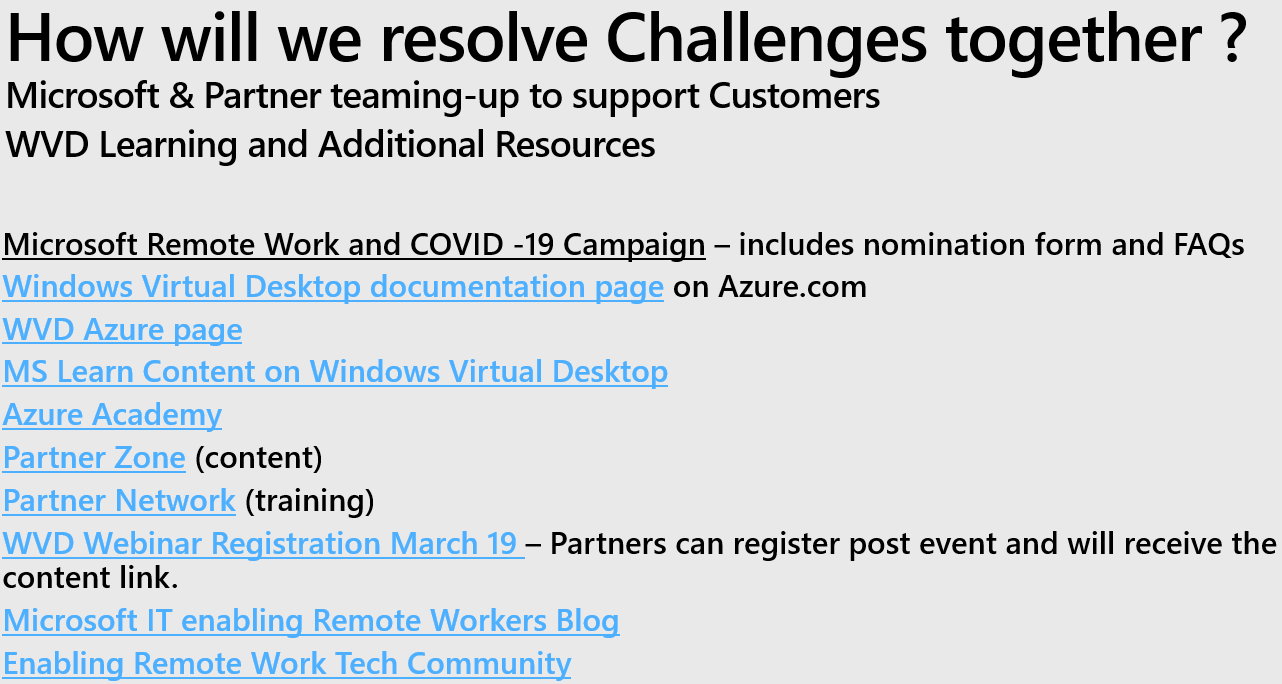 How will we resolve Challenges together ?
Microsoft & Partner teaming-up to support Customers
WVD Learning and Additional Resources
Microsoft Remote Work and COVID -19 Campaign – includes nomination form and FAQs
Windows Virtual Desktop documentation page on Azure.com
WVD Azure page
MS Learn Content on Windows Virtual Desktop
Azure Academy
Partner Zone (content)
Partner Network (training)
WVD Webinar Registration March 19 – Partners can register post event and will receive the
content link.
Microsoft IT enabling Remote Workers Blog
Enabling Remote Work Tech Community